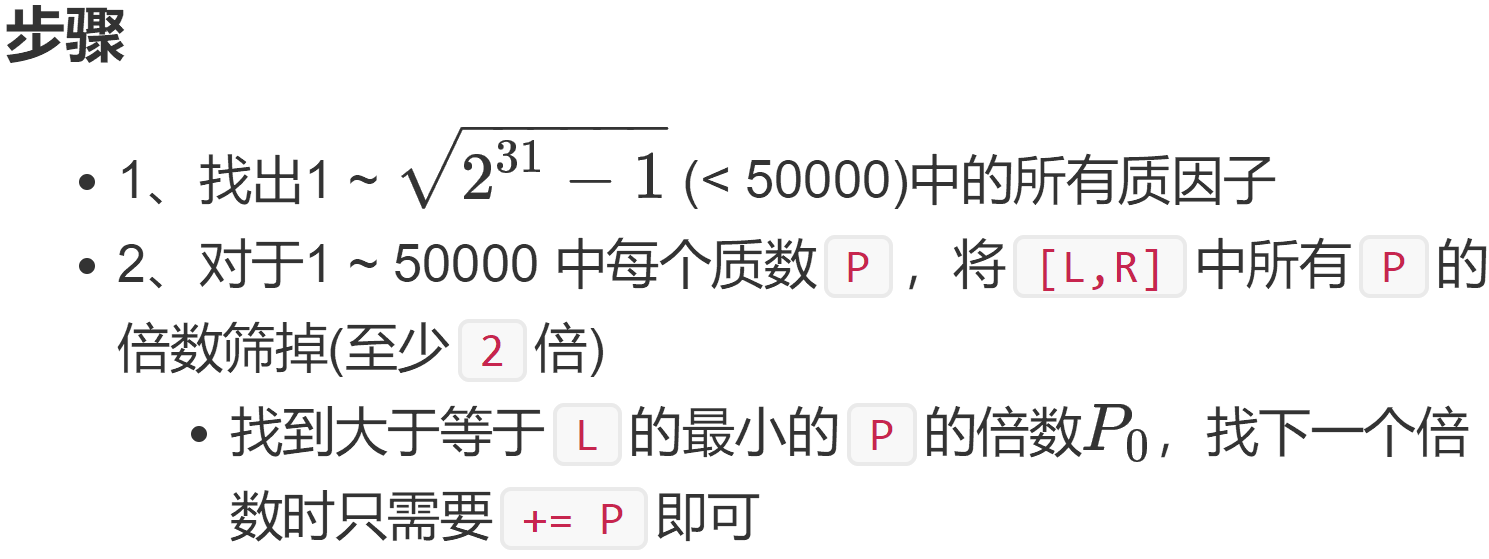 步骤
1、找出1 ~ √(2^31 − 1) (< 50000)中的所有质因子
2、对于1 ~ 50000 中每个质数 P ，将 [L,R] 中所有 P 的
倍数筛掉(至少 2 倍)
找到大于等于 L 的最小的 P 的倍数P₀，找下一个倍
数时只需要 += P 即可